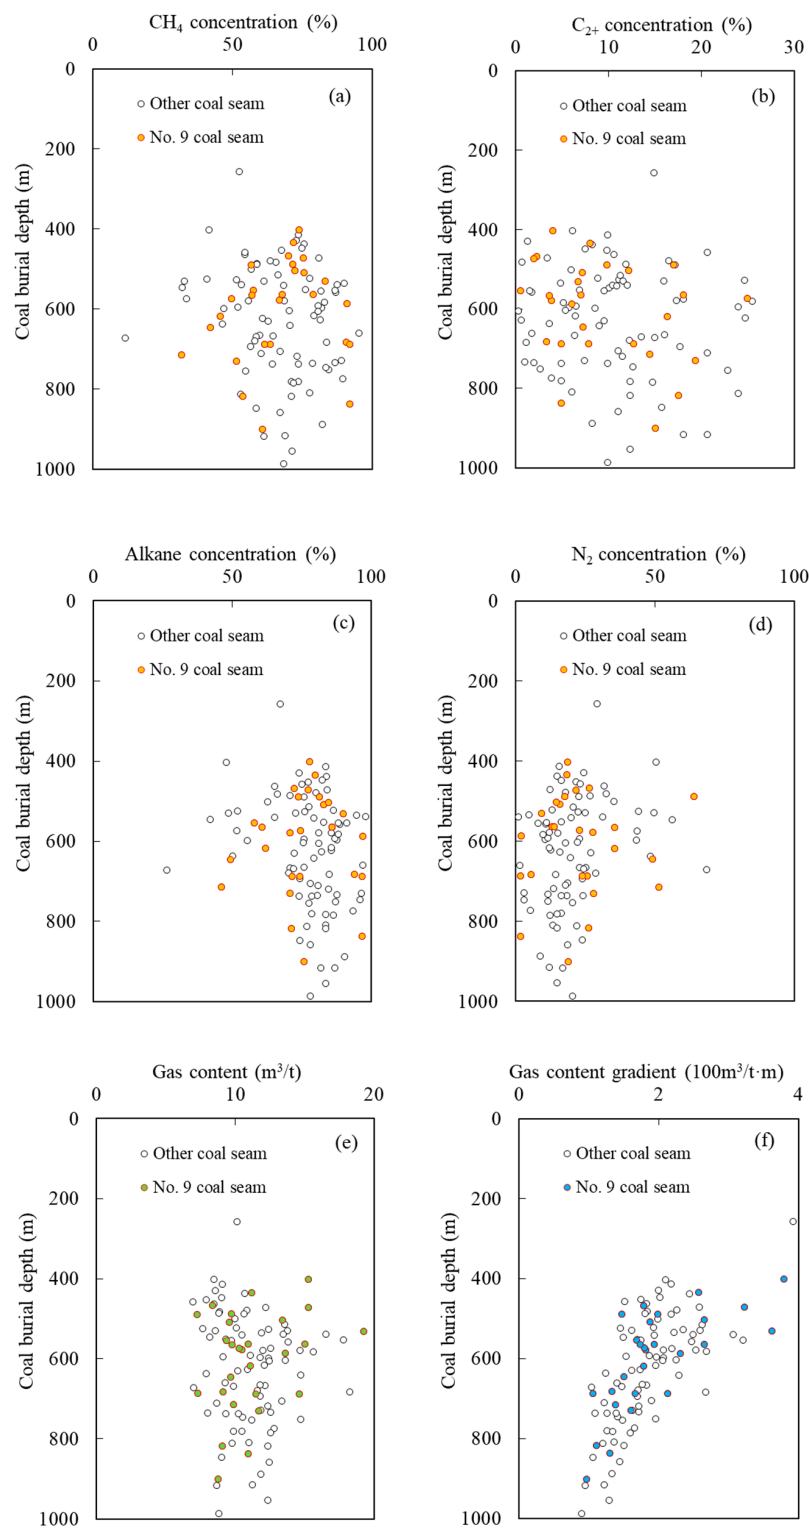 CH₄ concentration (%)
0 50 100
0
200
400
600
800
1000
Coal burial depth (m)
Other coal seam
No. 9 coal seam
(a)
C₂₊ concentration (%)
0 10 20 30
0
200
400
600
800
1000
Coal burial depth (m)
Other coal seam
No. 9 coal seam
(b)
Alkane concentration (%)
0 50 100
0
200
400
600
800
1000
Coal burial depth (m)
Other coal seam
No. 9 coal seam
(c)
N₂ concentration (%)
0 50 100
0
200
400
600
800
1000
Coal burial depth (m)
Other coal seam
No. 9 coal seam
(d)
Gas content (m³/t)
0 10 20
0
200
400
600
800
1000
Coal burial depth (m)
Other coal seam
No. 9 coal seam
(e)
Gas content gradient (100m³/t·m)
0 2 4
0
200
400
600
800
1000
Coal burial depth (m)
Other coal seam
No. 9 coal seam
(f)